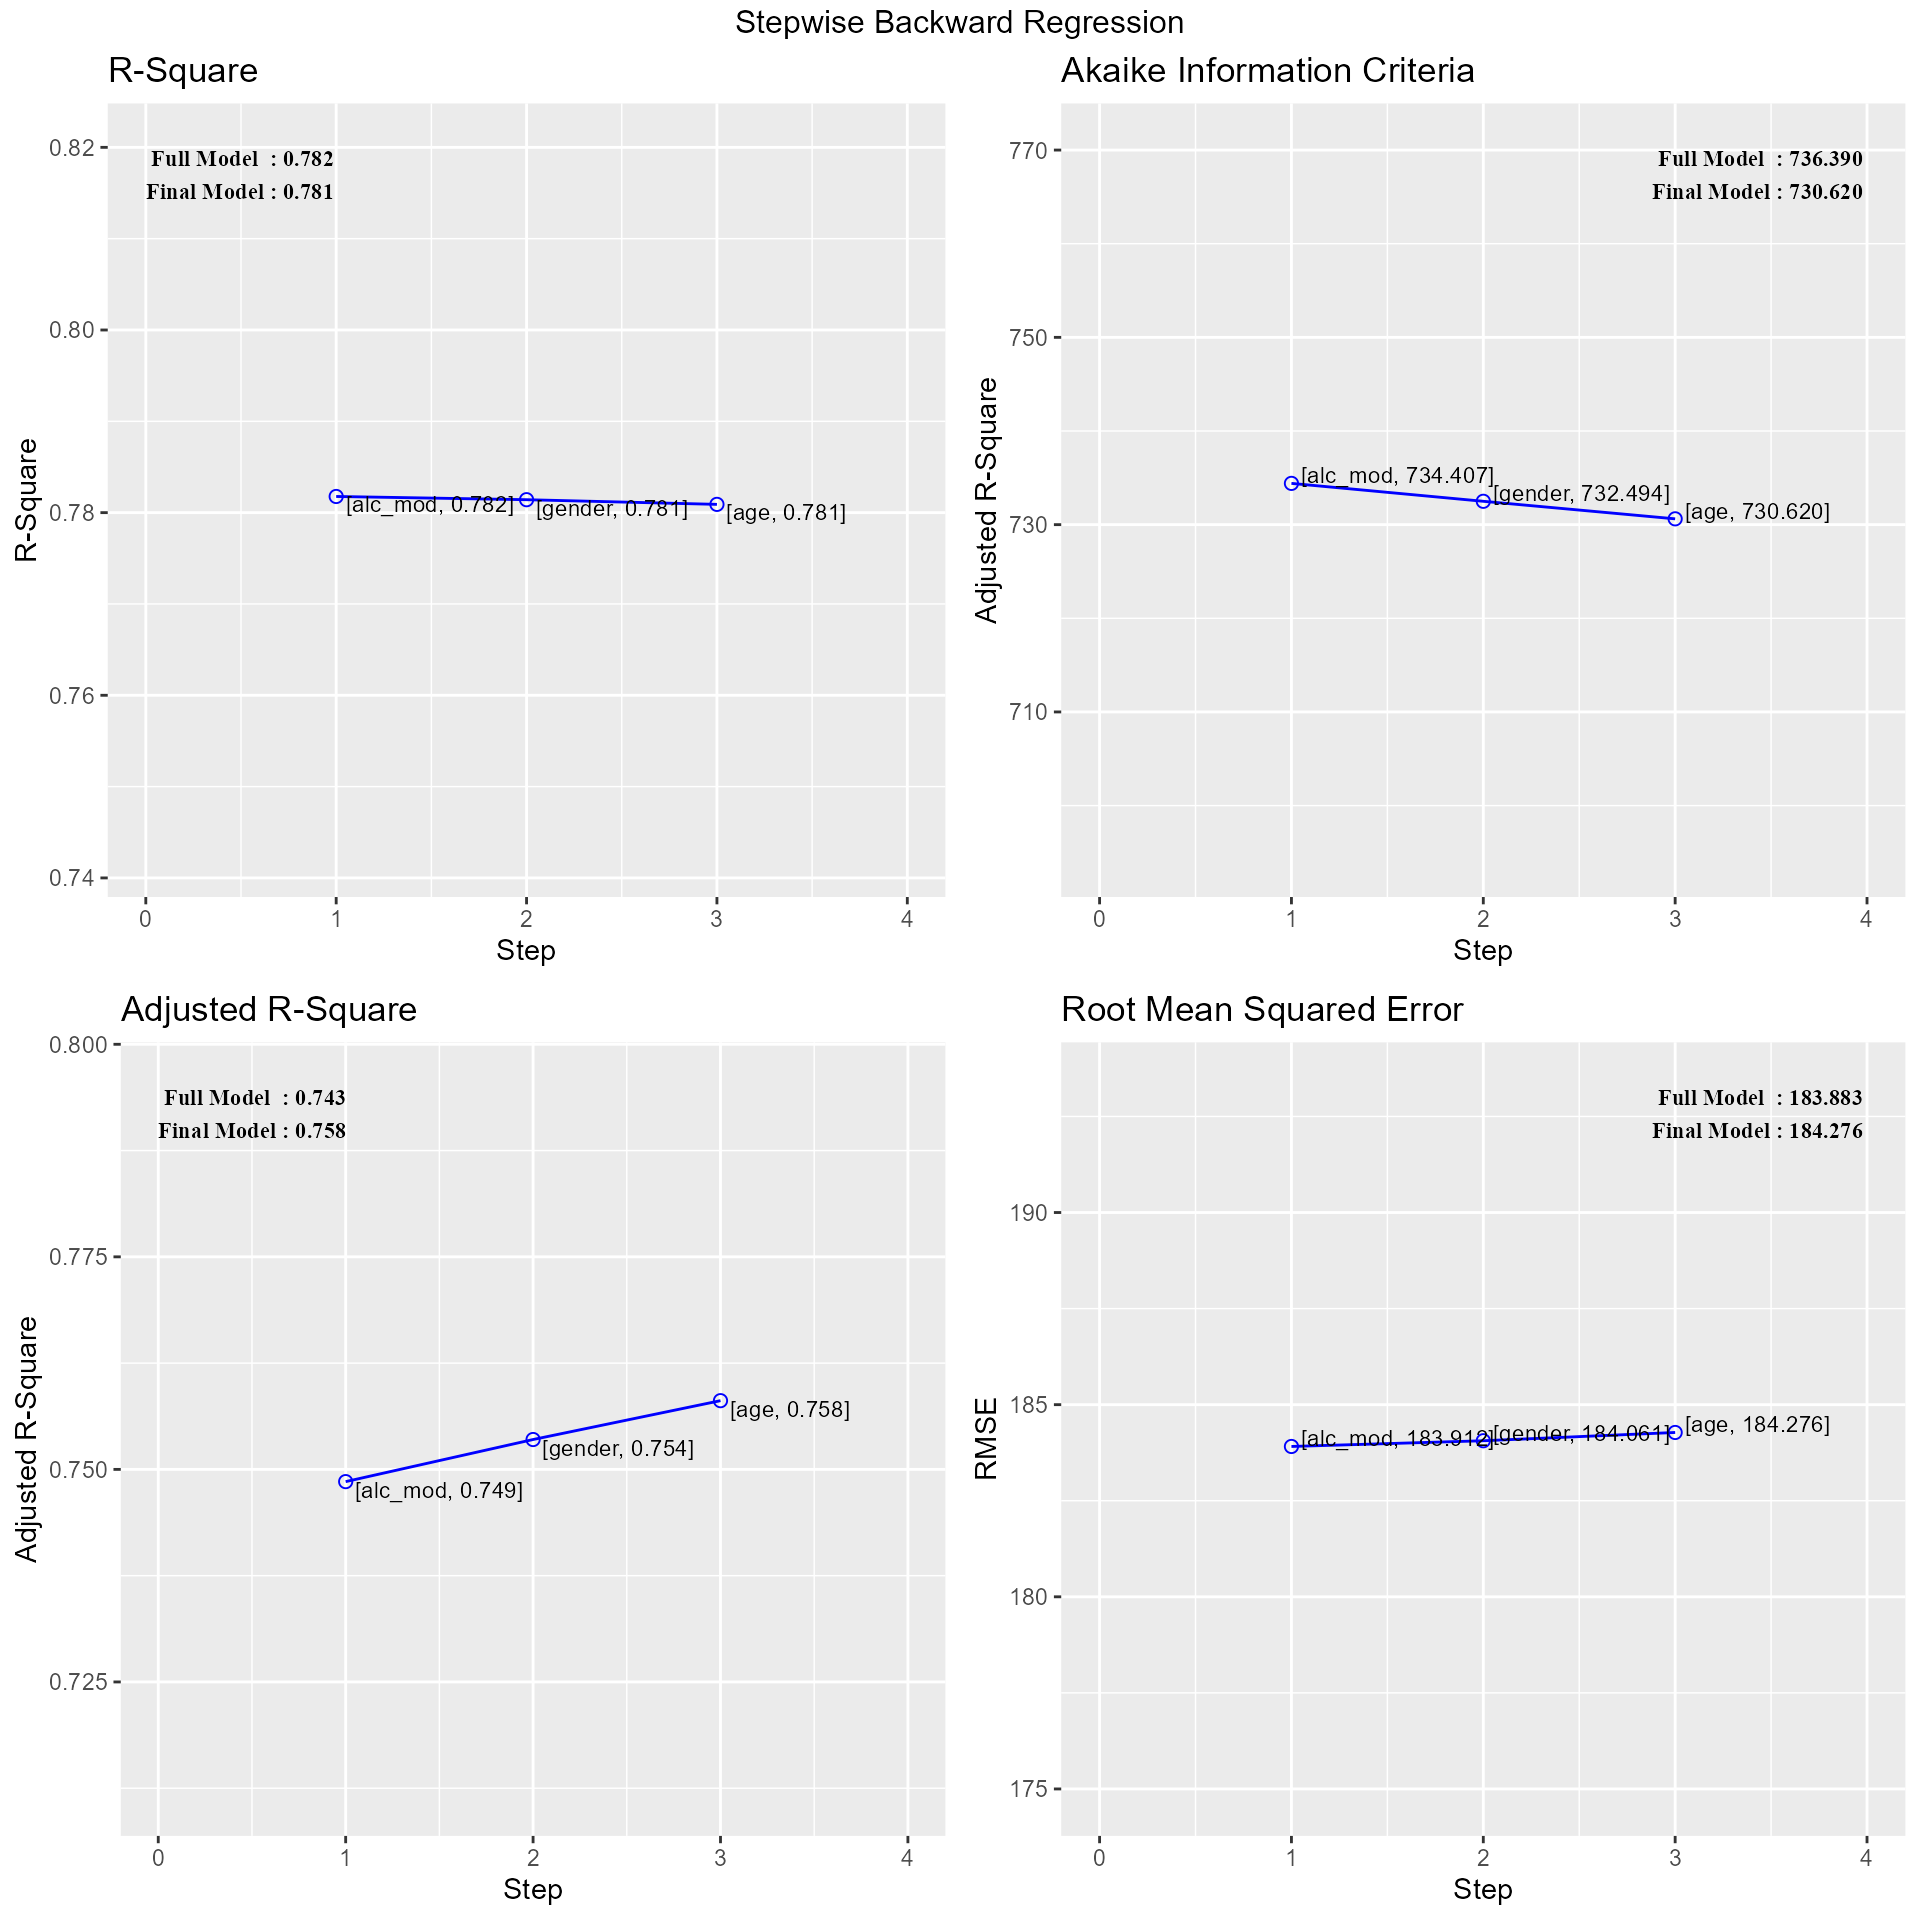 Stepwise Backward Regression
R-Square
Full Model : 0.782
Final Model : 0.781
0.82
0.80
0.78
0.76
0.74
R-Square
[alc_mod, 0.782]
[gender, 0.781]
[age, 0.781]
0 1 2 3 4
Step
Akaike Information Criteria
Full Model : 736.390
Final Model : 730.620
770
750
730
710
Adjusted R-Square
[alc_mod, 734.407]
[gender, 732.494]
[age, 730.620]
0 1 2 3 4
Step
Adjusted R-Square
Full Model : 0.743
Final Model : 0.758
0.800
0.775
0.750
0.725
Adjusted R-Square
[alc_mod, 0.749]
[gender, 0.754]
[age, 0.758]
0 1 2 3 4
Step
Root Mean Squared Error
Full Model : 183.883
Final Model : 184.276
190
185
180
175
RMSE
[alc_mod, 183.912]
[gender, 184.061]
[age, 184.276]
0 1 2 3 4
Step